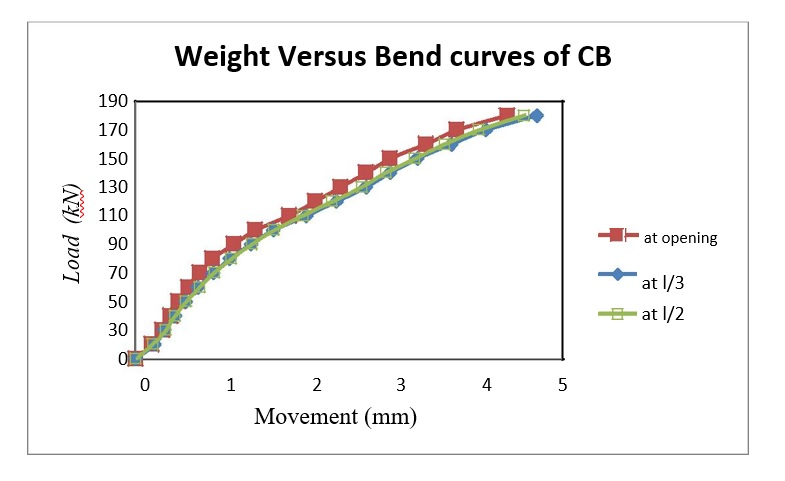 Weight Versus Bend curves of CB
190
170
150
130
110
90
70
50
30
0
Load (kN)
0 1 2 3 4 5
Movement (mm)
at opening
at l/3
at l/2